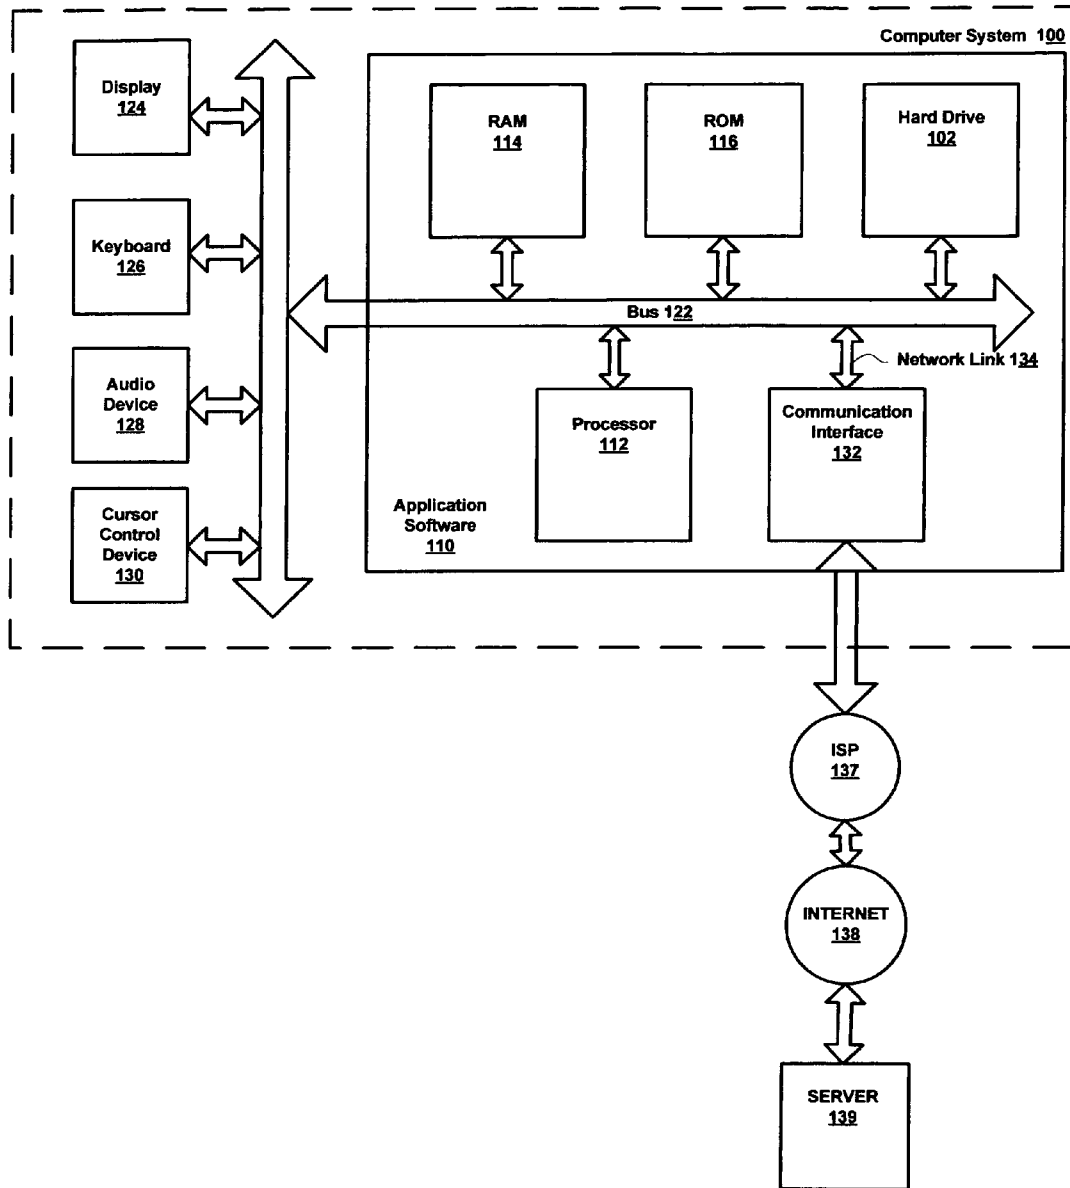 Computer System 100
Display
124
RAM
114
ROM
116
Hard Drive
102
Keyboard
126
Bus 122
Network Link 134
Audio
Device
128
Processor
112
Communication
Interface
132
Application
Software
110
Cursor
Control
Device
130
ISP
137
INTERNET
138
SERVER
139